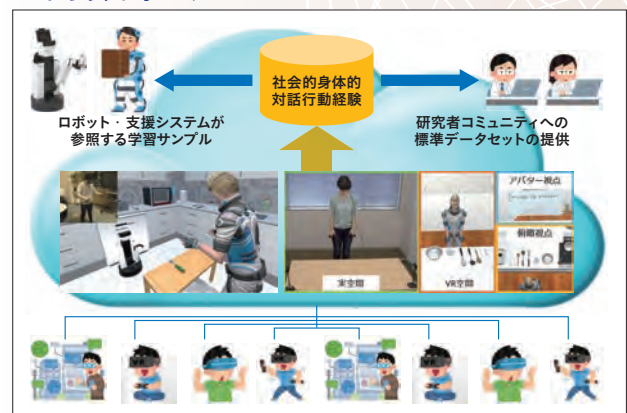 社会的身体的
対話行動経験
ロボット・支援システムが
参照する学習サンプル
研究者コミュニティへの
標準データセットの提供
実空間
VR空間
アバター視点
俯瞰視点